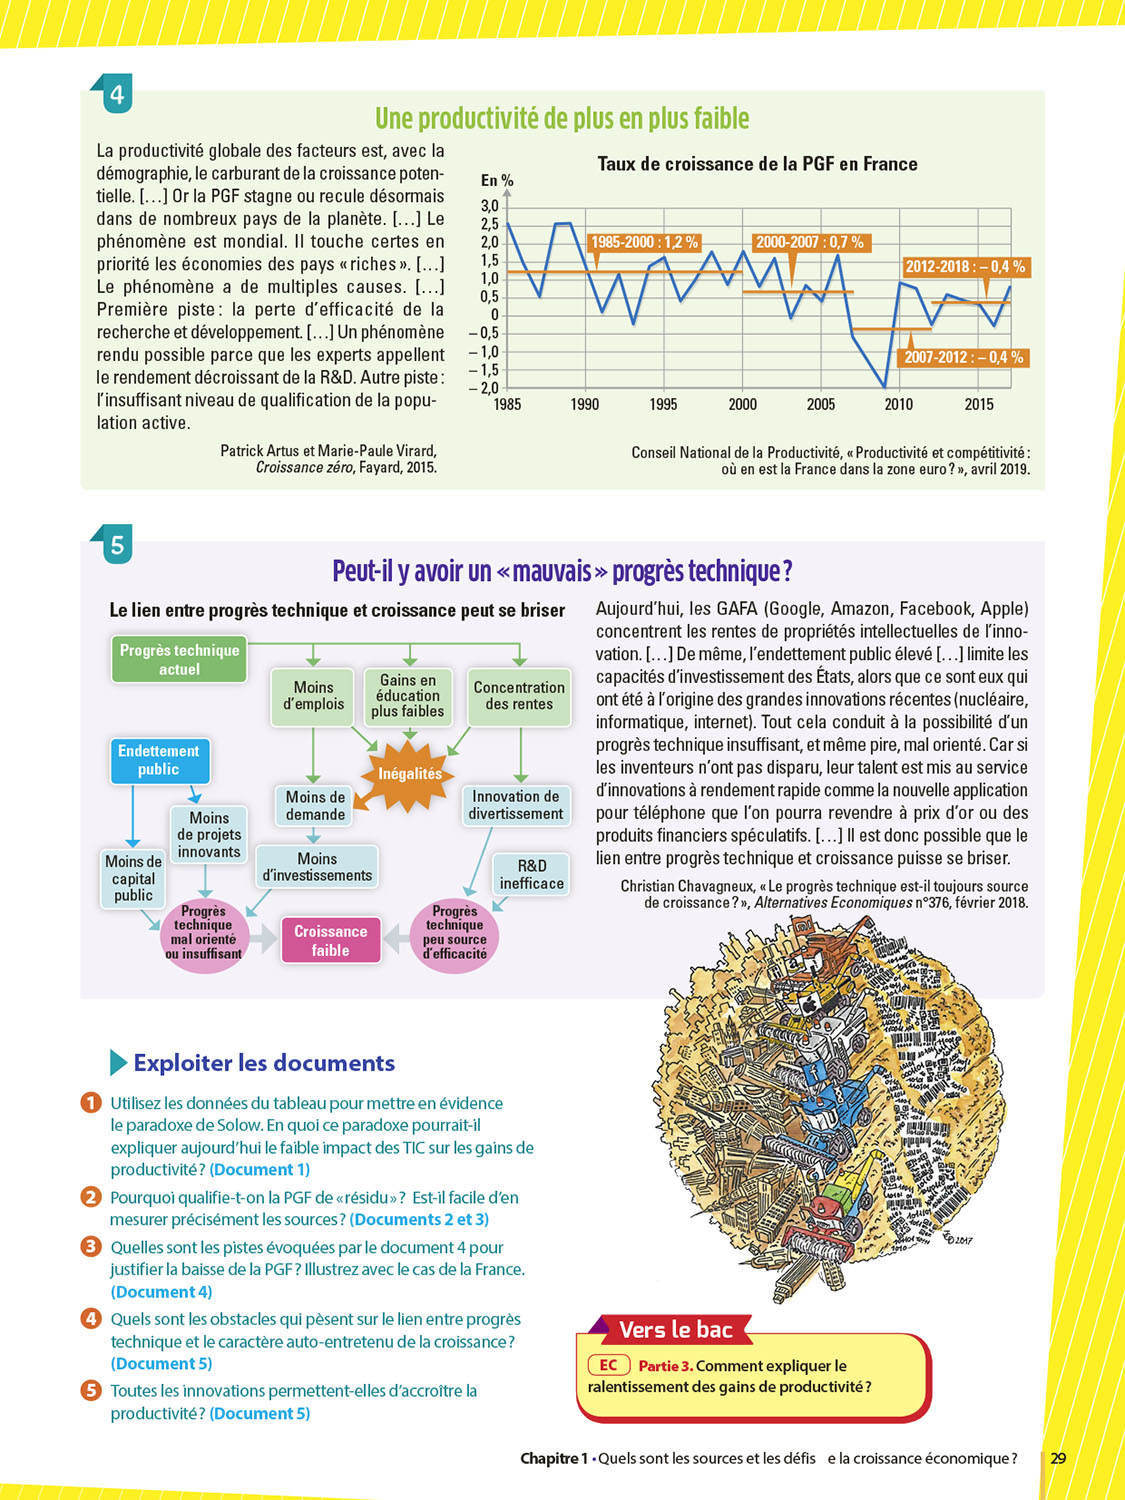 4
Une productivité de plus en plus faible
La productivité globale des facteurs est, avec la
démographie, le carburant de la croissance poten-
tielle. […] Or la PGF stagne ou recule désormais
dans de nombreux pays de la planète. […] Le
phénomène est mondial. Il touche certes en
priorité les économies des pays « riches ». […]
Le phénomène a de multiples causes. […]
Première piste : la perte d'efficacité de la
recherche et développement. […] Un phénomène
rendu possible parce que les experts appellent
le rendement décroissant de la R&D. Autre piste :
l'insuffisant niveau de qualification de la popu-
lation active.
Patrick Artus et Marie-Paule Virard,
Croissance zéro, Fayard, 2015.
Taux de croissance de la PGF en France
En %
3,0
2,5
2,0
1,5
1,0
0,5
0
– 0,5
– 1,0
– 1,5
– 2,0
1985-2000 : 1,2 %
2000-2007 : 0,7 %
2012-2018 : – 0,4 %
2007-2012 : – 0,4 %
1985 1990 1995 2000 2005 2010 2015
Conseil National de la Productivité, « Productivité et compétitivité :
où en est la France dans la zone euro ? », avril 2019.
5
Peut-il y avoir un « mauvais » progrès technique ?
Le lien entre progrès technique et croissance peut se briser
Progrès technique
actuel
Moins
d'emplois
Gains en
éducation
plus faibles
Concentration
des rentes
Endettement
public
Inégalités
Moins de
demande
Innovation de
divertissement
Moins
de projets
innovants
Moins de
capital
public
Moins
d'investissements
R&D
inefficace
Progrès
technique
mal orienté
ou insuffisant
Croissance
faible
Progrès
technique
peu source
d'efficacité
Aujourd'hui, les GAFA (Google, Amazon, Facebook, Apple)
concentrent les rentes de propriétés intellectuelles de l'inno-
vation. […] De même, l'endettement public élevé […] limite les
capacités d'investissement des États, alors que ce sont eux qui
ont été à l'origine des grandes innovations récentes (nucléaire,
informatique, internet). Tout cela conduit à la possibilité d'un
progrès technique insuffisant, et même pire, mal orienté. Car si
les inventeurs n'ont pas disparu, leur talent est mis au service
d'innovations à rendement rapide comme la nouvelle application
pour téléphone que l'on pourra revendre à prix d'or ou des
produits financiers spéculatifs. […] Il est donc possible que le
lien entre progrès technique et croissance puisse se briser.
Christian Chavagneux, « Le progrès technique est-il toujours source
de croissance ? », Alternatives Economiques n°376, février 2018.
2017
Exploiter les documents
1 Utilisez les données du tableau pour mettre en évidence
le paradoxe de Solow. En quoi ce paradoxe pourrait-il
expliquer aujourd'hui le faible impact des TIC sur les gains de
productivité ? (Document 1)
2 Pourquoi qualifie-t-on la PGF de « résidu » ? Est-il facile d'en
mesurer précisément les sources ? (Documents 2 et 3)
3 Quelles sont les pistes évoquées par le document 4 pour
justifier la baisse de la PGF ? Illustrez avec le cas de la France.
(Document 4)
4 Quels sont les obstacles qui pèsent sur le lien entre progrès
technique et le caractère auto-entretenu de la croissance ?
(Document 5)
5 Toutes les innovations permettent-elles d'accroître la
productivité ? (Document 5)
Vers le bac
EC Partie 3. Comment expliquer le
ralentissement des gains de productivité ?
Chapitre 1 • Quels sont les sources et les défis e la croissance économique ? 29